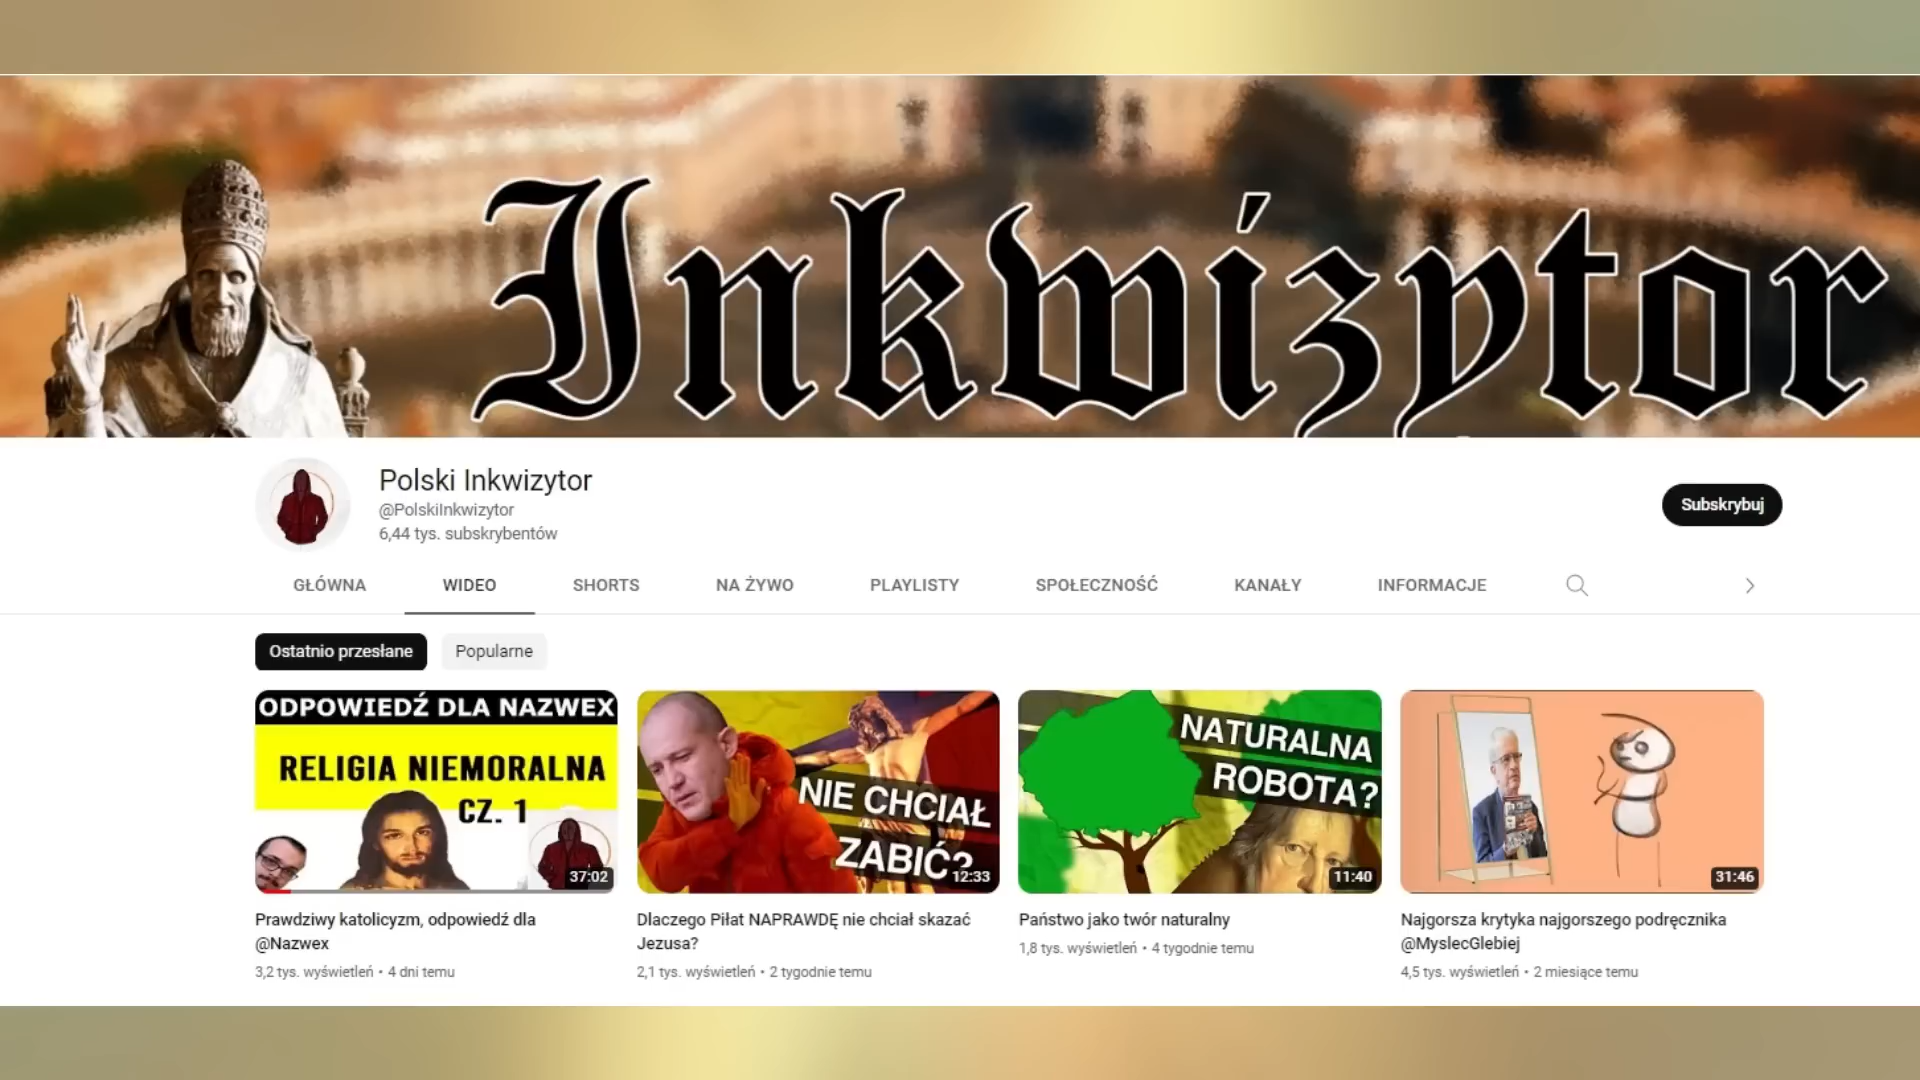 Inkwizytor
Polski Inkwizytor
@PolskiInkwizytor
6,44 tys. subskrybentów
Subskrybuj
GŁÓWNA
WIDEO
SHORTS
NA ŻYWO
PLAYLISTY
SPOŁECZNOŚĆ
KANAŁY
INFORMACJE
Ostatnio przesłane
Popularne
ODPOWIEDŹ DLA NAZWEX
RELIGIA NIEMORALNA
CZ. 1
37:02
NIE CHCIAŁ
ZABIĆ?
12:33
NATURALNA
ROBOTA?
11:40
31:46
Prawdziwy katolicyzm, odpowiedź dla
@Nazwex
3,2 tys. wyświetleń • 4 dni temu
Dlaczego Piłat NAPRAWDĘ nie chciał skazać
Jezusa?
2,1 tys. wyświetleń • 2 tygodnie temu
Państwo jako twór naturalny
1,8 tys. wyświetleń • 4 tygodnie temu
Najgorsza krytyka najgorszego podręcznika
@MyslecGlebiej
4,5 tys. wyświetleń • 2 miesiące temu